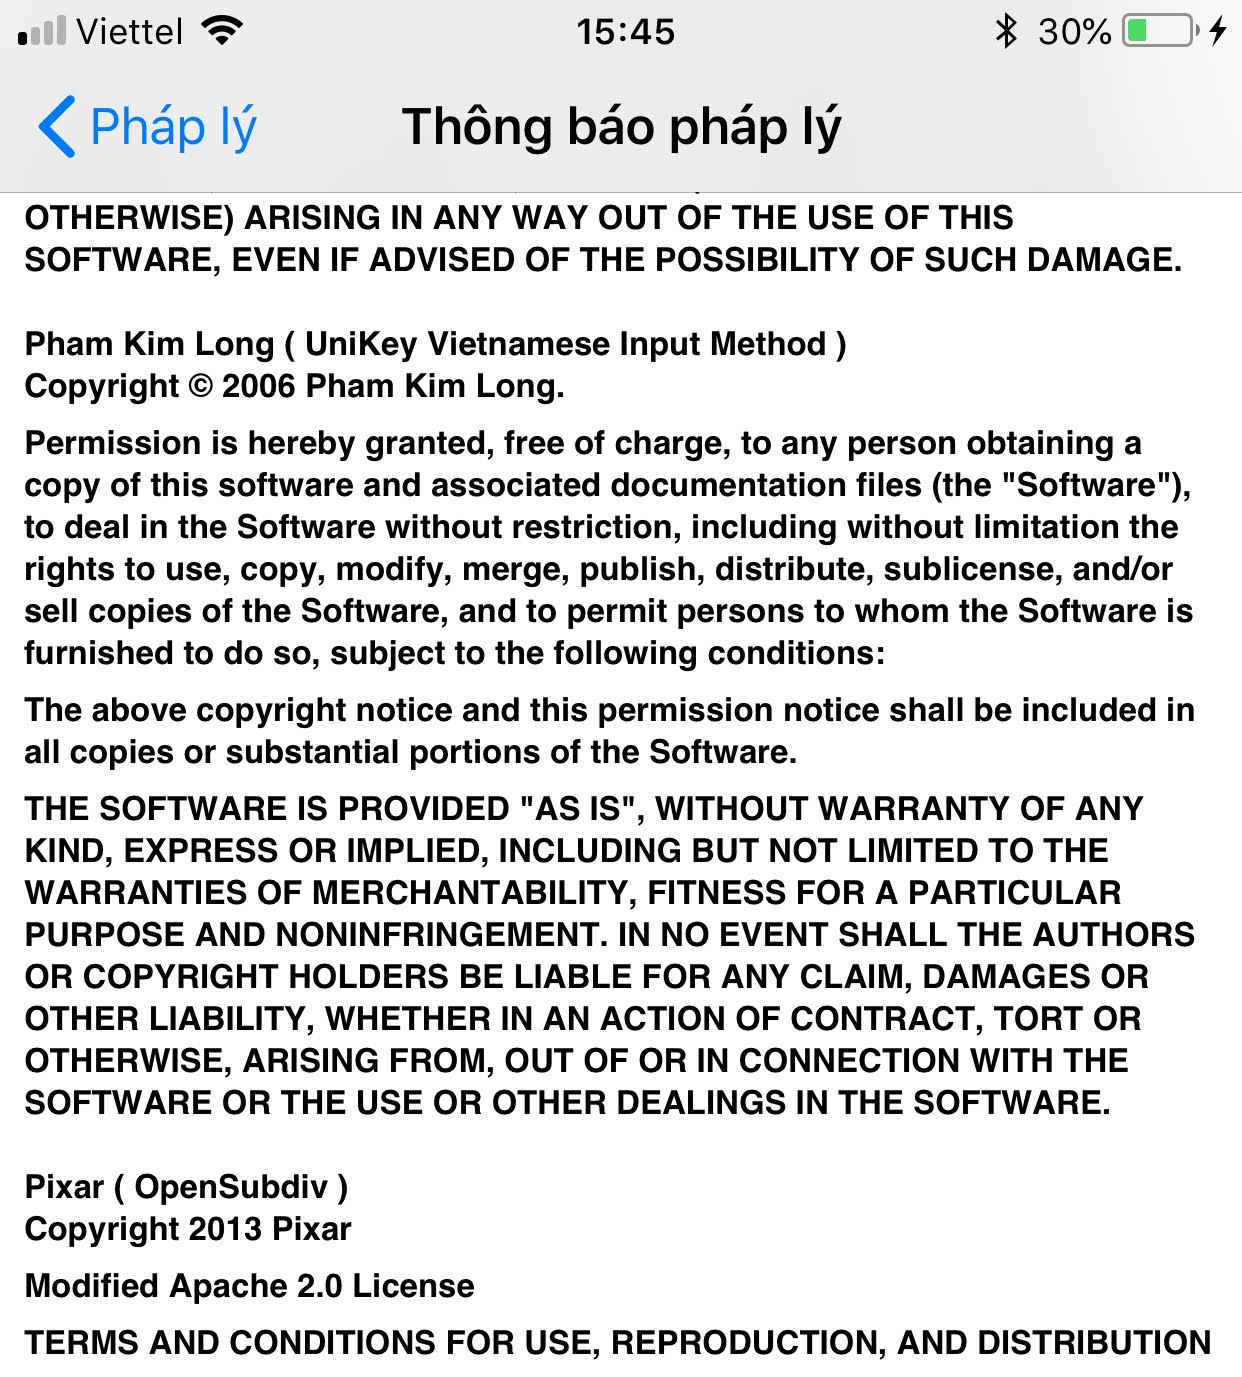 Viettel 15:45 30%
Pháp lý Thông báo pháp lý
OTHERWISE) ARISING IN ANY WAY OUT OF THE USE OF THIS
SOFTWARE, EVEN IF ADVISED OF THE POSSIBILITY OF SUCH DAMAGE.
Pham Kim Long ( UniKey Vietnamese Input Method )
Copyright © 2006 Pham Kim Long.
Permission is hereby granted, free of charge, to any person obtaining a
copy of this software and associated documentation files (the "Software"),
to deal in the Software without restriction, including without limitation the
rights to use, copy, modify, merge, publish, distribute, sublicense, and/or
sell copies of the Software, and to permit persons to whom the Software is
furnished to do so, subject to the following conditions:
The above copyright notice and this permission notice shall be included in
all copies or substantial portions of the Software.
THE SOFTWARE IS PROVIDED "AS IS", WITHOUT WARRANTY OF ANY
KIND, EXPRESS OR IMPLIED, INCLUDING BUT NOT LIMITED TO THE
WARRANTIES OF MERCHANTABILITY, FITNESS FOR A PARTICULAR
PURPOSE AND NONINFRINGEMENT. IN NO EVENT SHALL THE AUTHORS
OR COPYRIGHT HOLDERS BE LIABLE FOR ANY CLAIM, DAMAGES OR
OTHER LIABILITY, WHETHER IN AN ACTION OF CONTRACT, TORT OR
OTHERWISE, ARISING FROM, OUT OF OR IN CONNECTION WITH THE
SOFTWARE OR THE USE OR OTHER DEALINGS IN THE SOFTWARE.
Pixar ( OpenSubdiv )
Copyright 2013 Pixar
Modified Apache 2.0 License
TERMS AND CONDITIONS FOR USE, REPRODUCTION, AND DISTRIBUTION